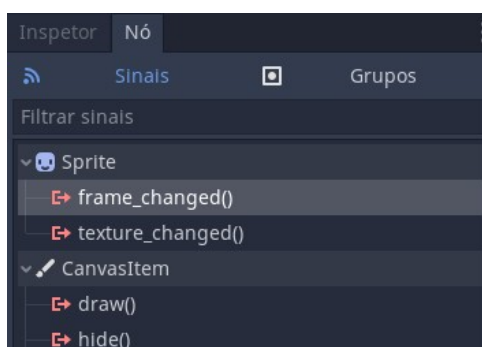 Inspetor Nó
Sinais Grupos
Filtrar sinais
Sprite
frame_changed()
texture_changed()
CanvasItem
draw()
hide()